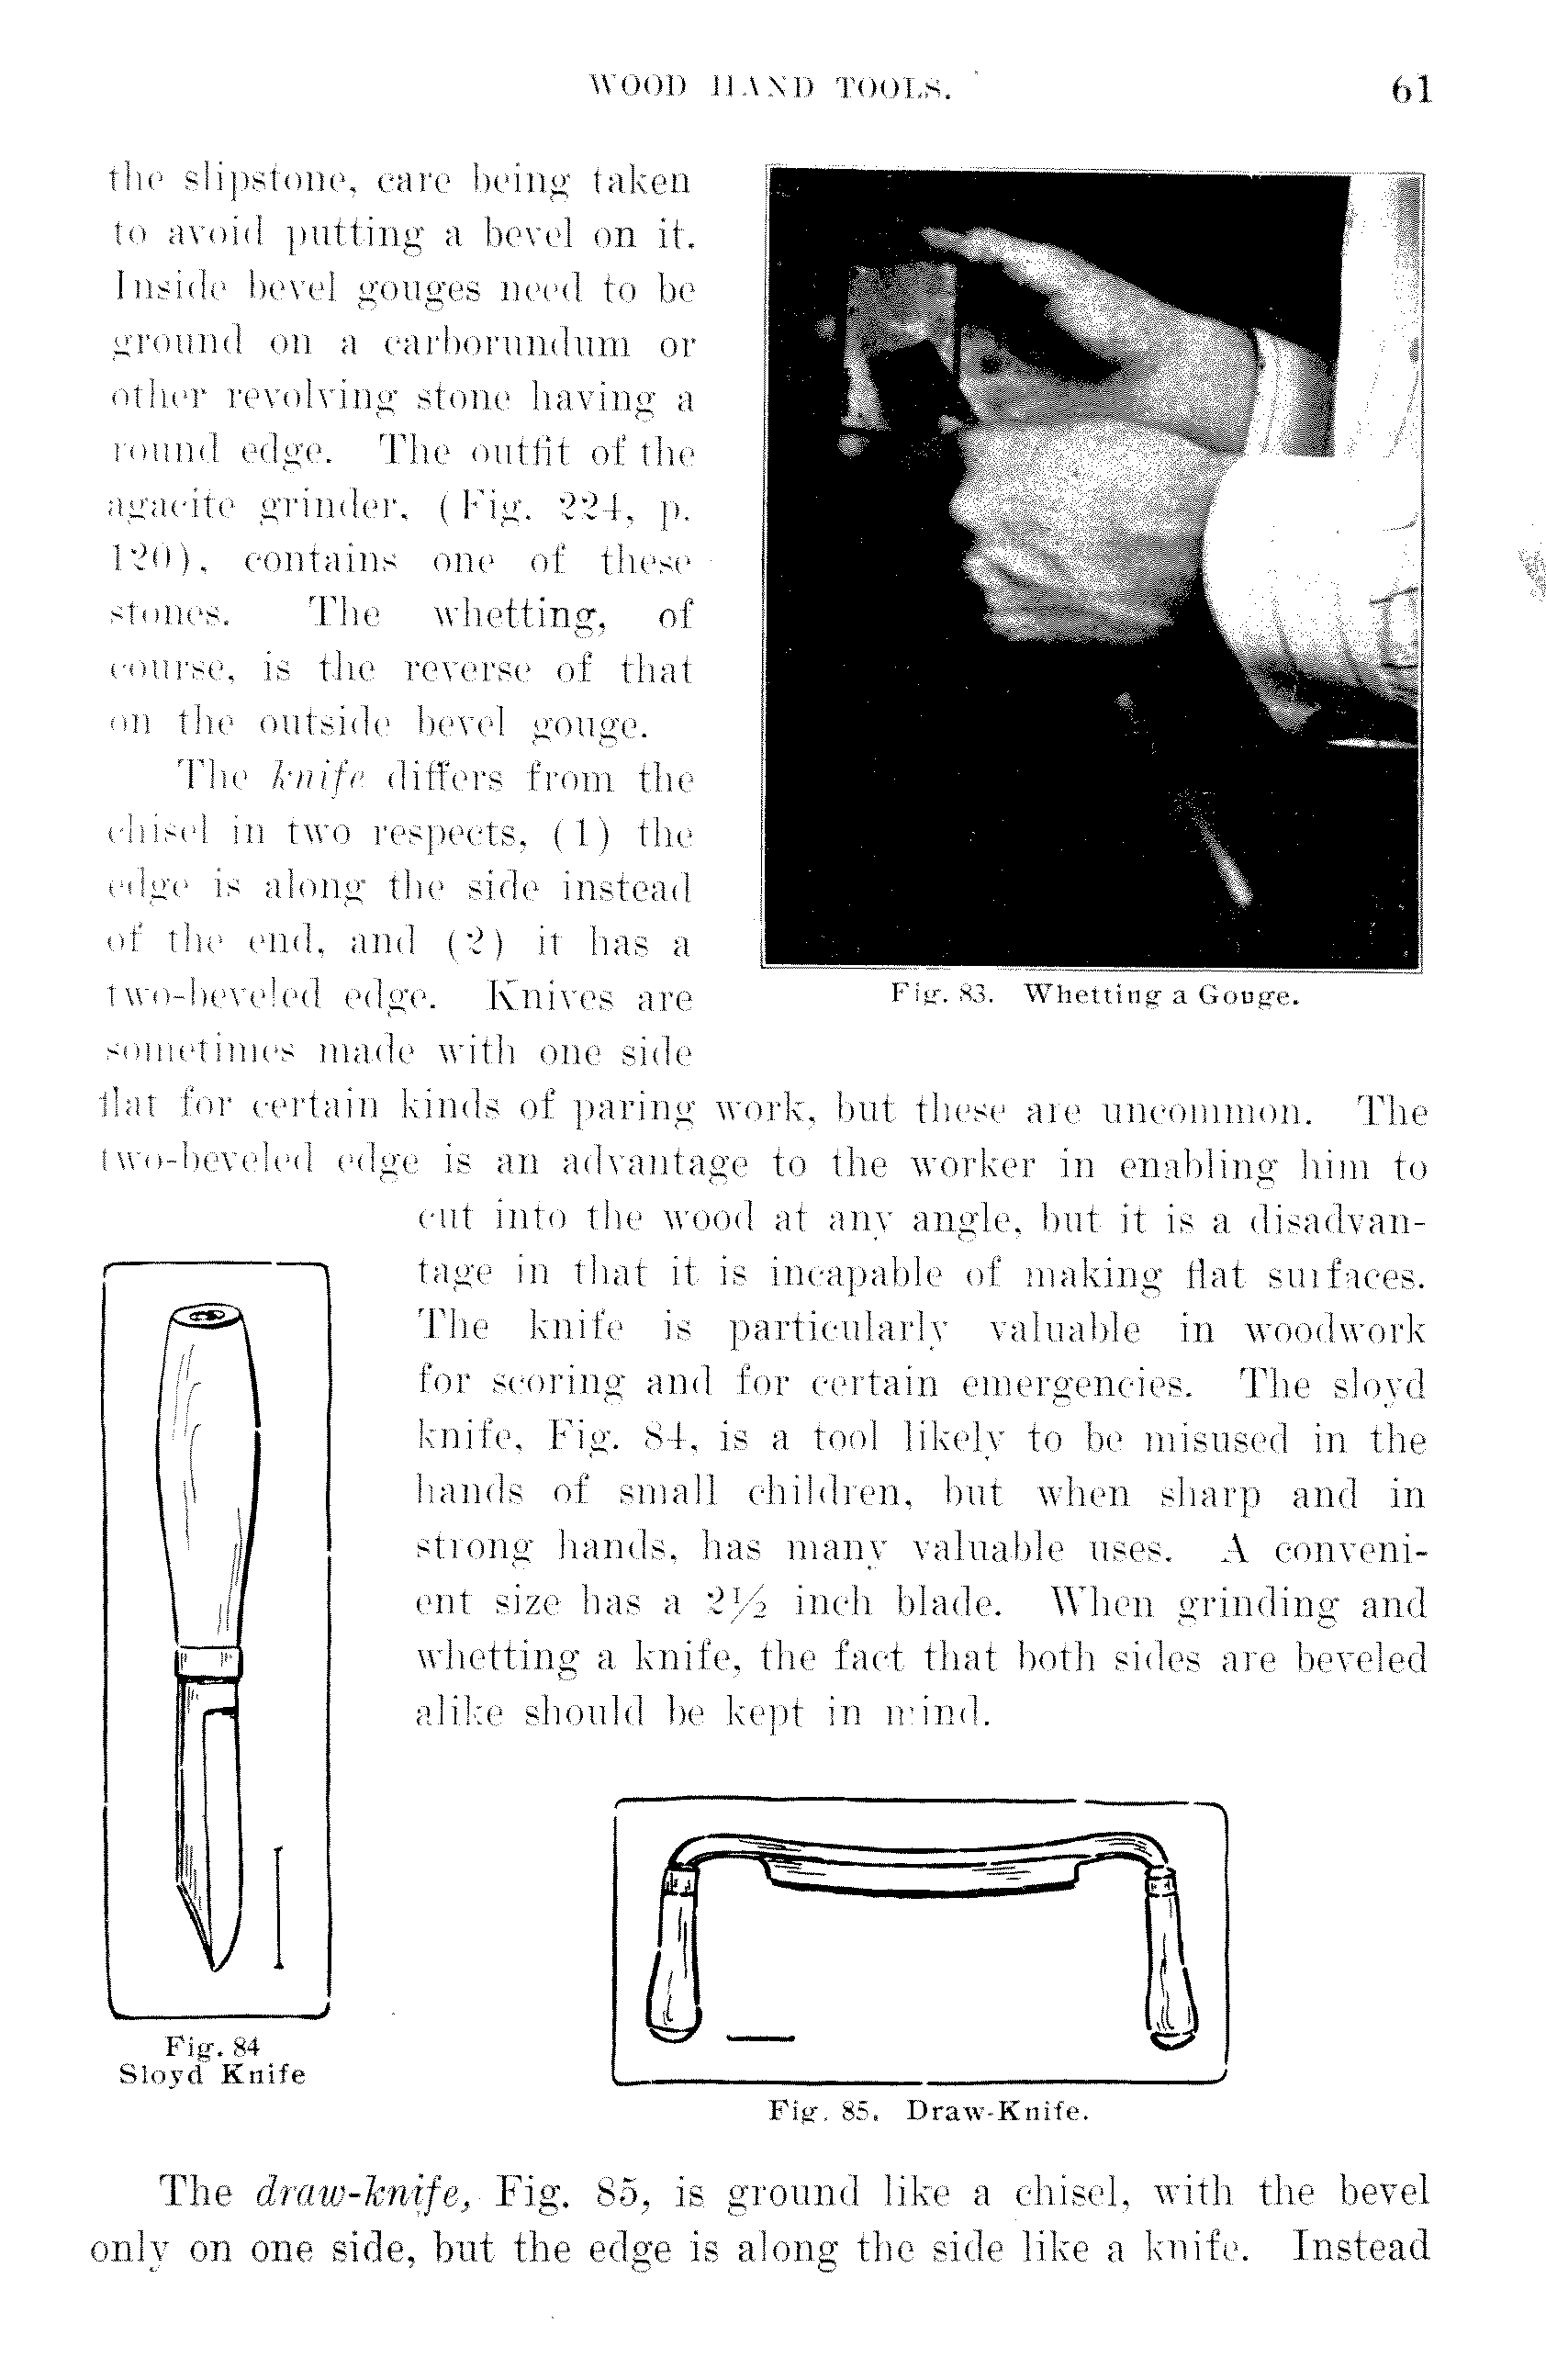 WOOD HAND TOOLS. 61
the slipstone, care being taken
to avoid putting a bevel on it.
Inside bevel gouges need to be
ground on a carborundum or
other revolving stone having a
round edge. The outfit of the
agacite grinder, (Fig. 224, p.
120), contains one of these
stones. The whetting, of
course, is the reverse of that
on the outside bevel gouge.
The knife differs from the
chisel in two respects, (1) the
edge is along the side instead
of the end, and (2) it has a
two-beveled edge. Knives are
sometimes made with one side
Fig. 83. Whetting a Gouge.
flat for certain kinds of paring work, but these are uncommon. The
two-beveled edge is an advantage to the worker in enabling him to
cut into the wood at any angle, but it is a disadvan-
tage in that it is incapable of making flat surfaces.
The knife is particularly valuable in woodwork
for scoring and for certain emergencies. The sloyd
knife, Fig. 84, is a tool likely to be misused in the
hands of small children, but when sharp and in
strong hands, has many valuable uses. A conveni-
ent size has a 2½ inch blade. When grinding and
whetting a knife, the fact that both sides are beveled
alike should be kept in mind.
Fig. 84
Sloyd Knife
Fig. 85. Draw-Knife.
The draw-knife, Fig. 85, is ground like a chisel, with the bevel
only on one side, but the edge is along the side like a knife. Instead